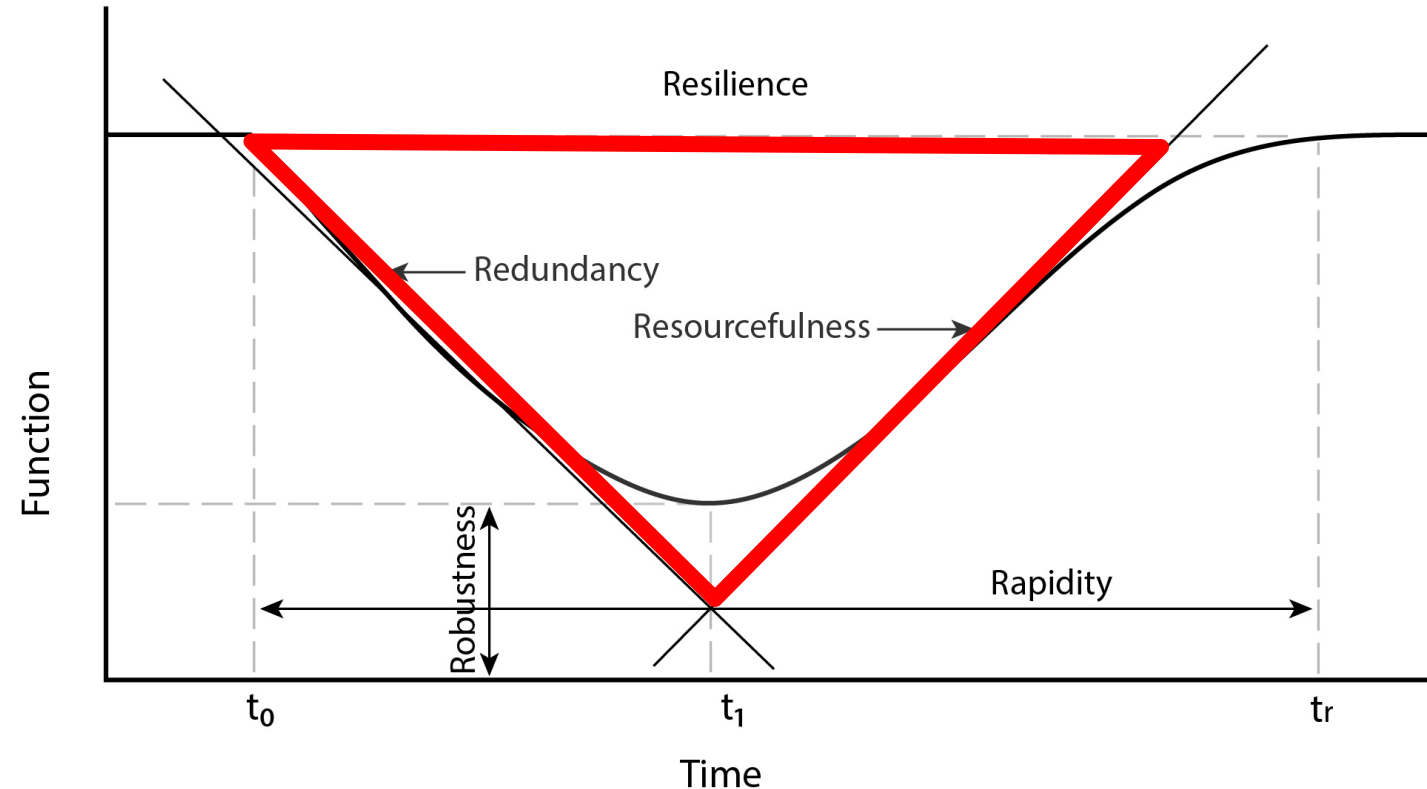 Resilience
Redundancy
Resourcefulness
Function
Robustness
Rapidity
t₀
t₁
tr
Time